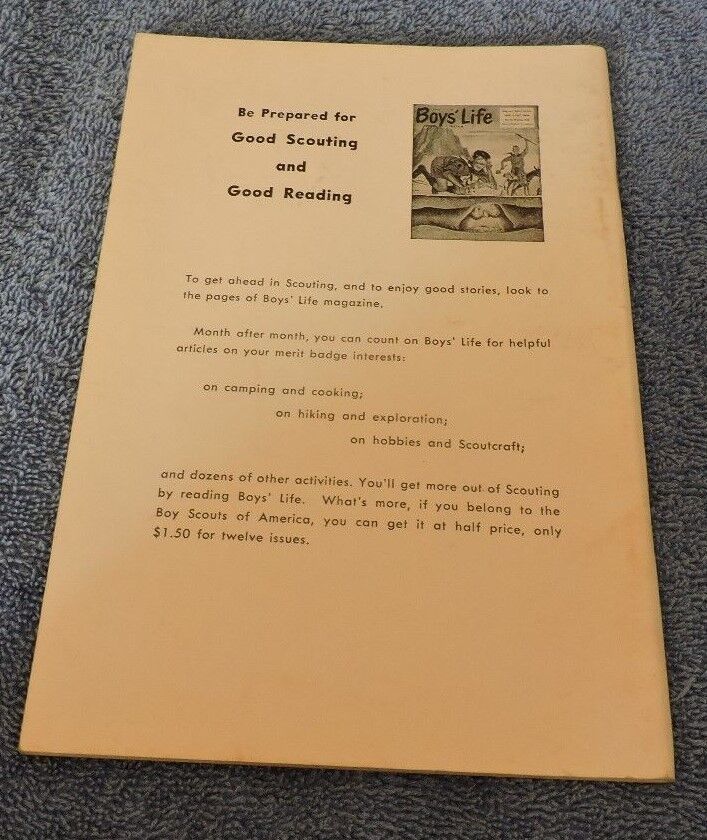 Be Prepared for
Good Scouting
and
Good Reading
Boys' Life
To get ahead in Scouting, and to enjoy good stories, look to
the pages of Boys' Life magazine.
Month after month, you can count on Boys' Life for helpful
articles on your merit badge interests:
on camping and cooking;
on hiking and exploration;
on hobbies and Scoutcraft;
and dozens of other activities. You'll get more out of Scouting
by reading Boys' Life. What's more, if you belong to the
Boy Scouts of America, you can get it at half price, only
$1.50 for twelve issues.